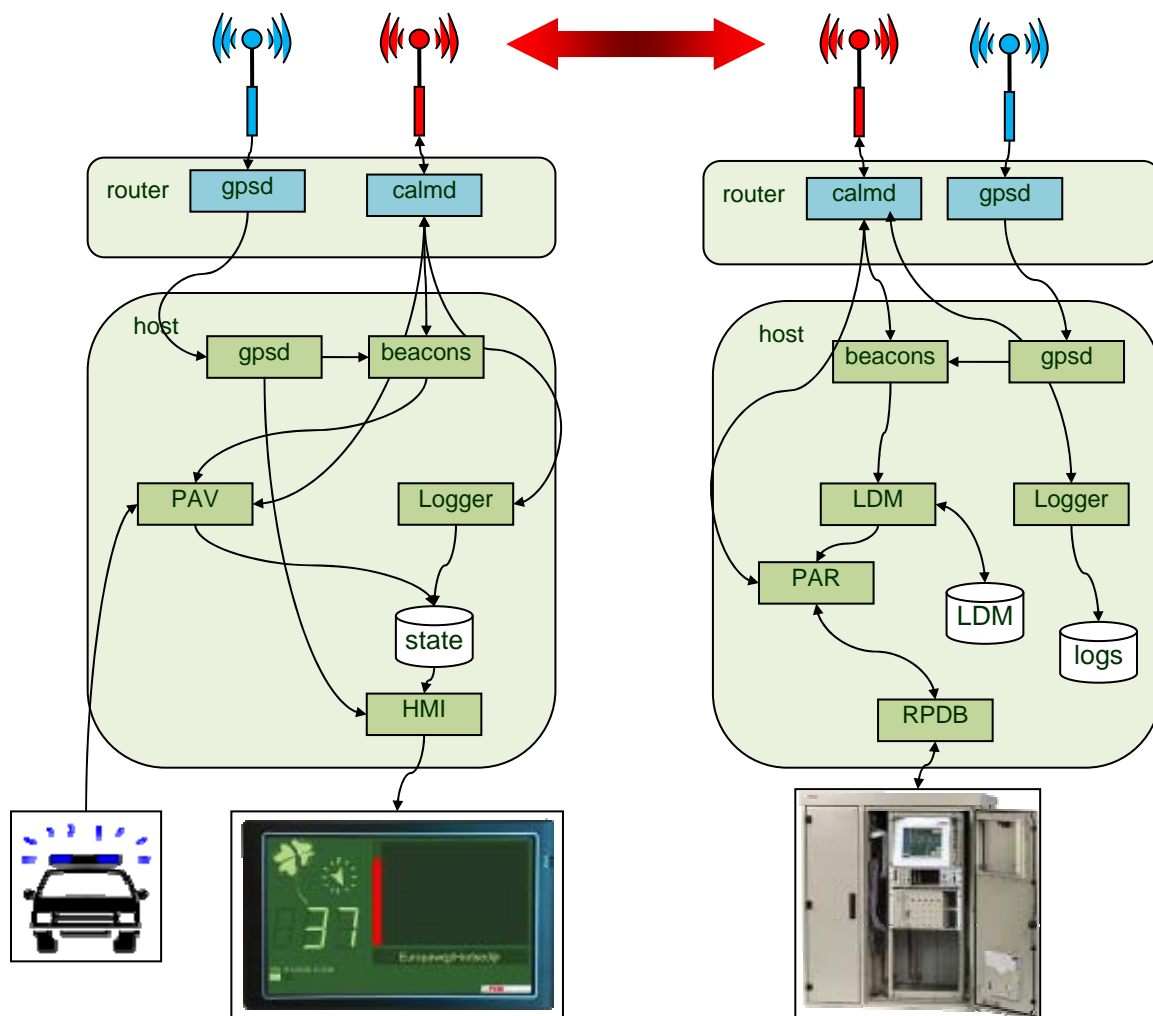 router
gpsd
calmd
host
gpsd
beacons
PAV
Logger
state
HMI
37
router
calmd
gpsd
host
beacons
gpsd
LDM
Logger
PAR
LDM
logs
RPDB